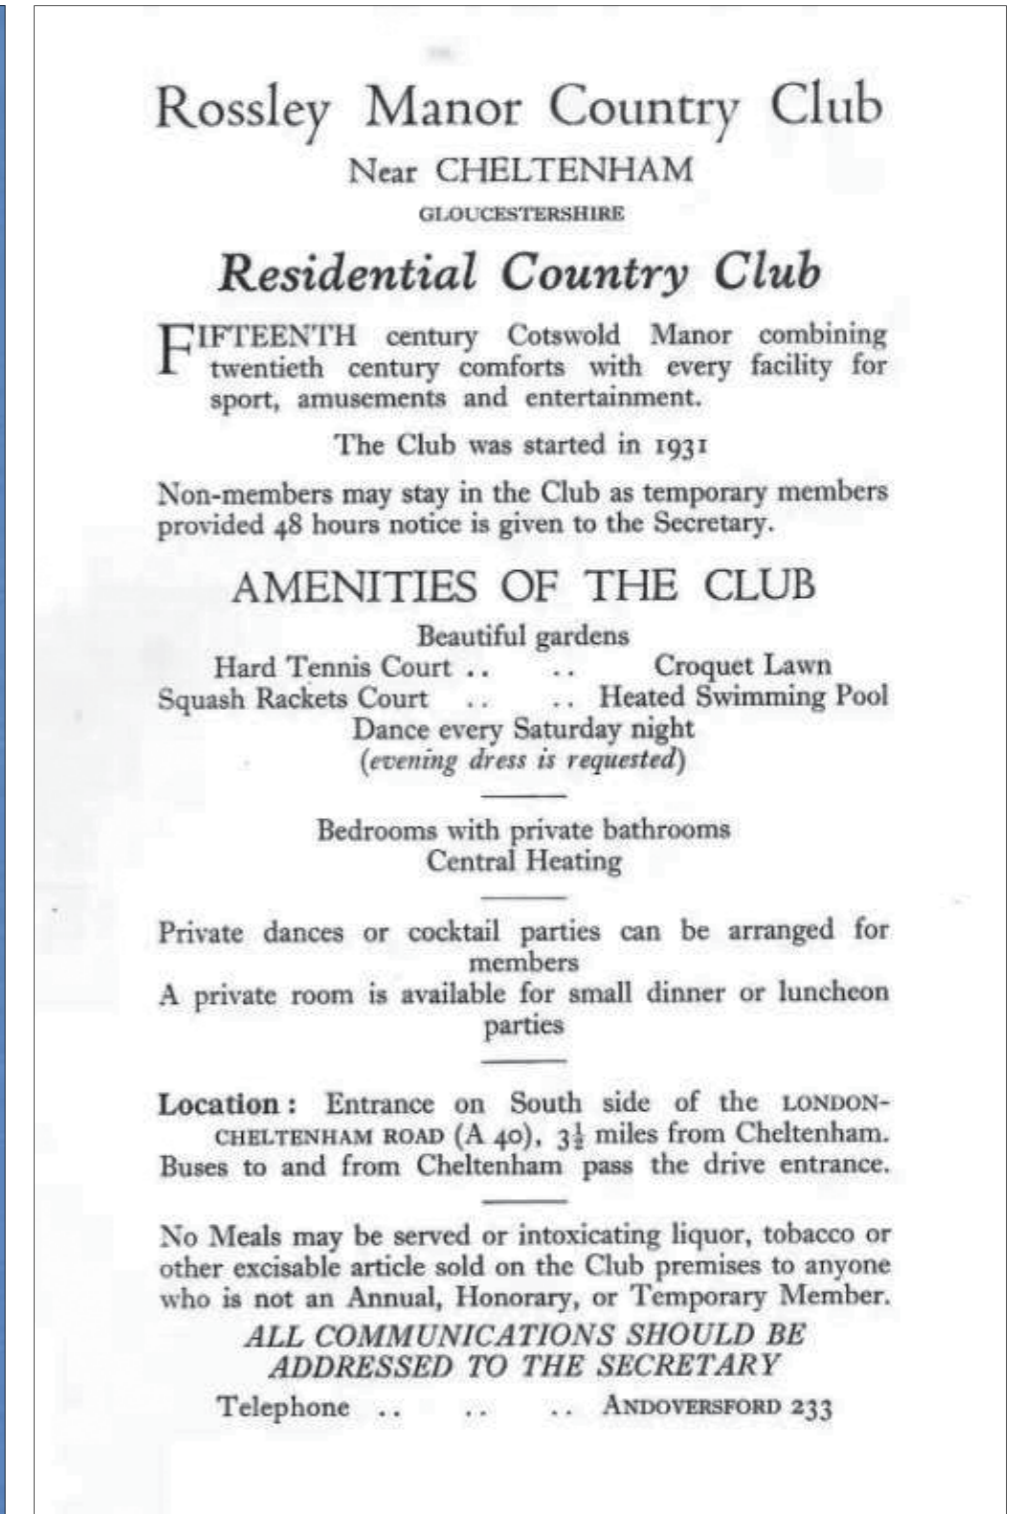 Rossley Manor Country Club
Near CHELTENHAM
GLOUCESTERSHIRE
Residential Country Club
FIFTEENTH century Cotswold Manor combining
twentieth century comforts with every facility for
sport, amusements and entertainment.
The Club was started in 1931
Non-members may stay in the Club as temporary members
provided 48 hours notice is given to the Secretary.
AMENITIES OF THE CLUB
Beautiful gardens
Hard Tennis Court .. .. Croquet Lawn
Squash Rackets Court .. .. Heated Swimming Pool
Dance every Saturday night
(evening dress is requested)
Bedrooms with private bathrooms
Central Heating
Private dances or cocktail parties can be arranged for
members
A private room is available for small dinner or luncheon
parties
Location : Entrance on South side of the LONDON-
CHELTENHAM ROAD (A 40), 3½ miles from Cheltenham.
Buses to and from Cheltenham pass the drive entrance.
No Meals may be served or intoxicating liquor, tobacco or
other excisable article sold on the Club premises to anyone
who is not an Annual, Honorary, or Temporary Member.
ALL COMMUNICATIONS SHOULD BE
ADDRESSED TO THE SECRETARY
Telephone .. .. .. ANDOVERSFORD 233